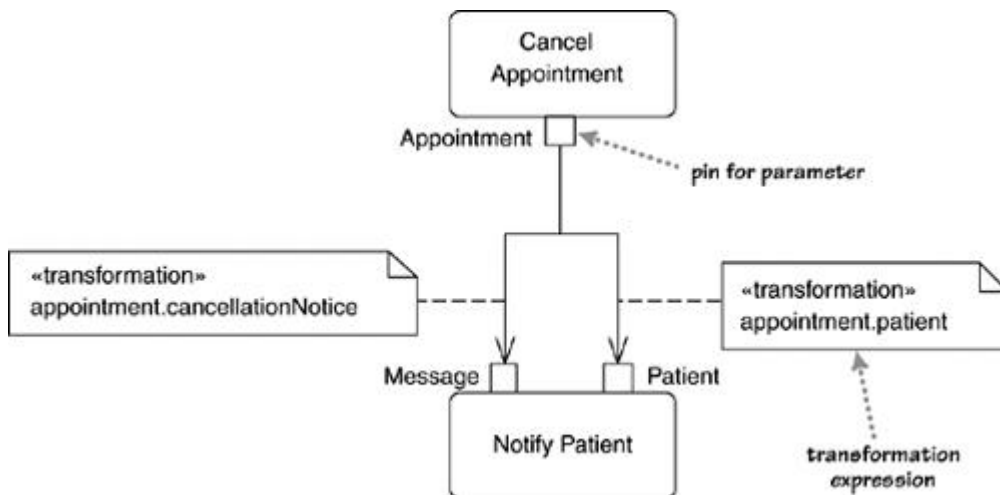 Cancel
Appointment
Appointment
pin for parameter
«transformation»
appointment.cancellationNotice
«transformation»
appointment.patient
Message
Patient
Notify Patient
transformation
expression